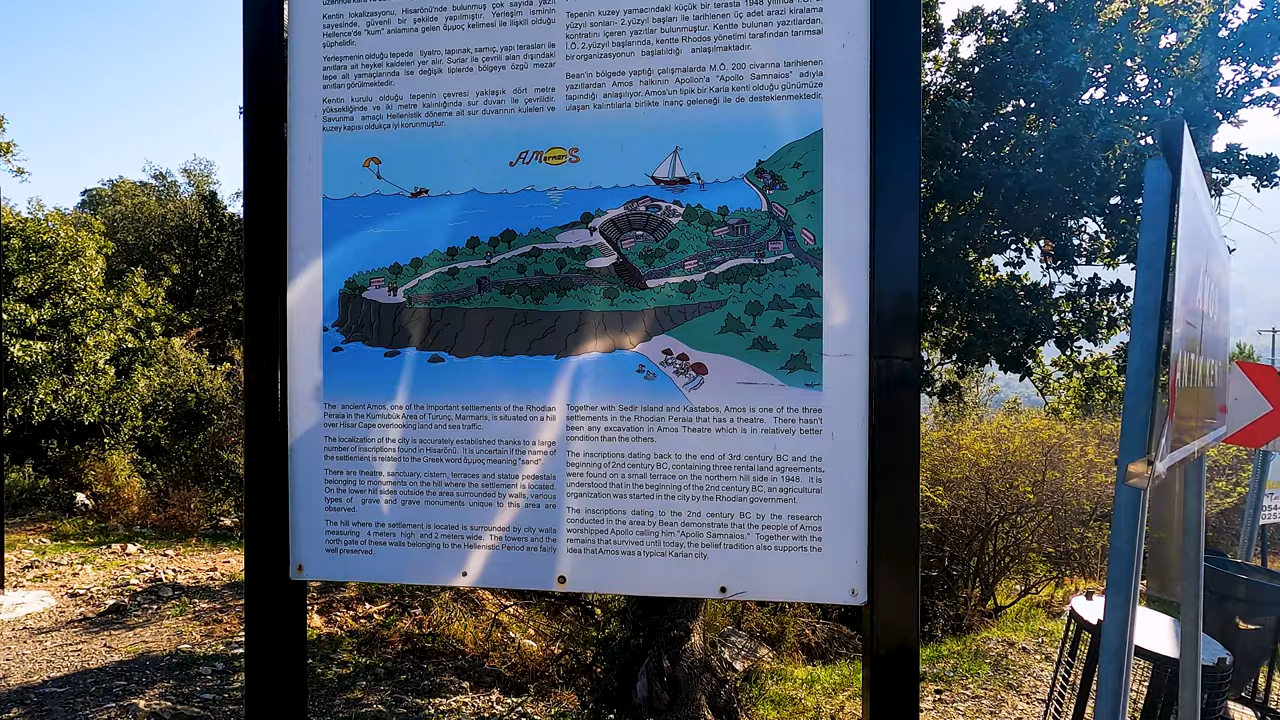 Kentin lokalizasyonu, Hisarönü'nde bulunmuş çok sayıda yazıt
sayesinde, güvenli bir şekilde yapılmıştır. Yerleşim isminin
Hellence'de "kum" anlamına gelen ἄμμος kelimesi ile ilişkili olduğu
şüphelidir.
Yerleşmenin olduğu tepede tiyatro, tapınak, sarnıç, yapı terasları ile
anıtlara ait heykel kaideleri yer alır. Surlar ile çevrili alan dışındaki
tepe alt yamaçlarında ise değişik tiplerde bölgeye özgü mezar
anıtları görülmektedir.
Kentin kurulu olduğu tepenin çevresi yaklaşık dört metre
yüksekliğinde ve iki metre kalınlığında sur duvarı ile çevrilidir.
Savunma amaçlı Hellenistik döneme ait sur duvarının kuleleri ve
kuzey kapısı oldukça iyi korunmuştur.
Tepenin kuzey yamacındaki küçük bir terasta 1948 yılında İ.Ö.
yüzyıl sonları- 2.yüzyıl başları ile tarihlenen üç adet arazi kiralama
kontratını içeren yazıtlar bulunmuştur. Kentte bulunan yazıtlardan,
İ.Ö. 2.yüzyıl başlarında, kentte Rhodos yönetimi tarafından tarımsal
bir organizasyonun başlatıldığı anlaşılmaktadır.
Bean'in bölgede yaptığı çalışmalarda M.Ö. 200 civarına tarihlenen
yazıtlardan Amos halkının Apollon'a "Apollo Samnaios" adıyla
tapındığı anlaşılıyor. Amos'un tipik bir Karia kenti olduğu günümüze
ulaşan kalıntılarla birlikte inanç geleneği ile de desteklenmektedir.
AMermeriS
The ancient Amos, one of the important settlements of the Rhodian
Peraia in the Kumlubük Area of Turunç, Marmaris, is situated on a hill
over Hisar Cape overlooking land and sea traffic.
The localization of the city is accurately established thanks to a large
number of inscriptions found in Hisarönü. It is uncertain if the name of
the settlement is related to the Greek word ἄμμος meaning "sand".
There are theatre, sanctuary, cistern, terraces and statue pedestals
belonging to monuments on the hill where the settlement is located.
On the lower hill sides outside the area surrounded by walls, various
types of grave and grave monuments unique to this area are
observed.
The hill where the settlement is located is surrounded by city walls
measuring 4 meters high and 2 meters wide. The towers and the
north gate of these walls belonging to the Hellenistic Period are fairly
well preserved.
Together with Sedir Island and Kastabos, Amos is one of the three
settlements in the Rhodian Peraia that has a theatre. There hasn't
been any excavation in Amos Theatre which is in relatively better
condition than the others.
The inscriptions dating back to the end of 3rd century BC and the
beginning of 2nd century BC, containing three rental land agreements,
were found on a small terrace on the northern hill side in 1948. It is
understood that in the beginning of the 2nd century BC, an agricultural
organization was started in the city by the Rhodian government.
The inscriptions dating to the 2nd century BC by the research
conducted in the area by Bean demonstrate that the people of Amos
worshipped Apollo calling him "Apollo Samnaios." Together with the
remains that survived until today, the belief tradition also supports the
idea that Amos was a typical Karian city.
0544
0252